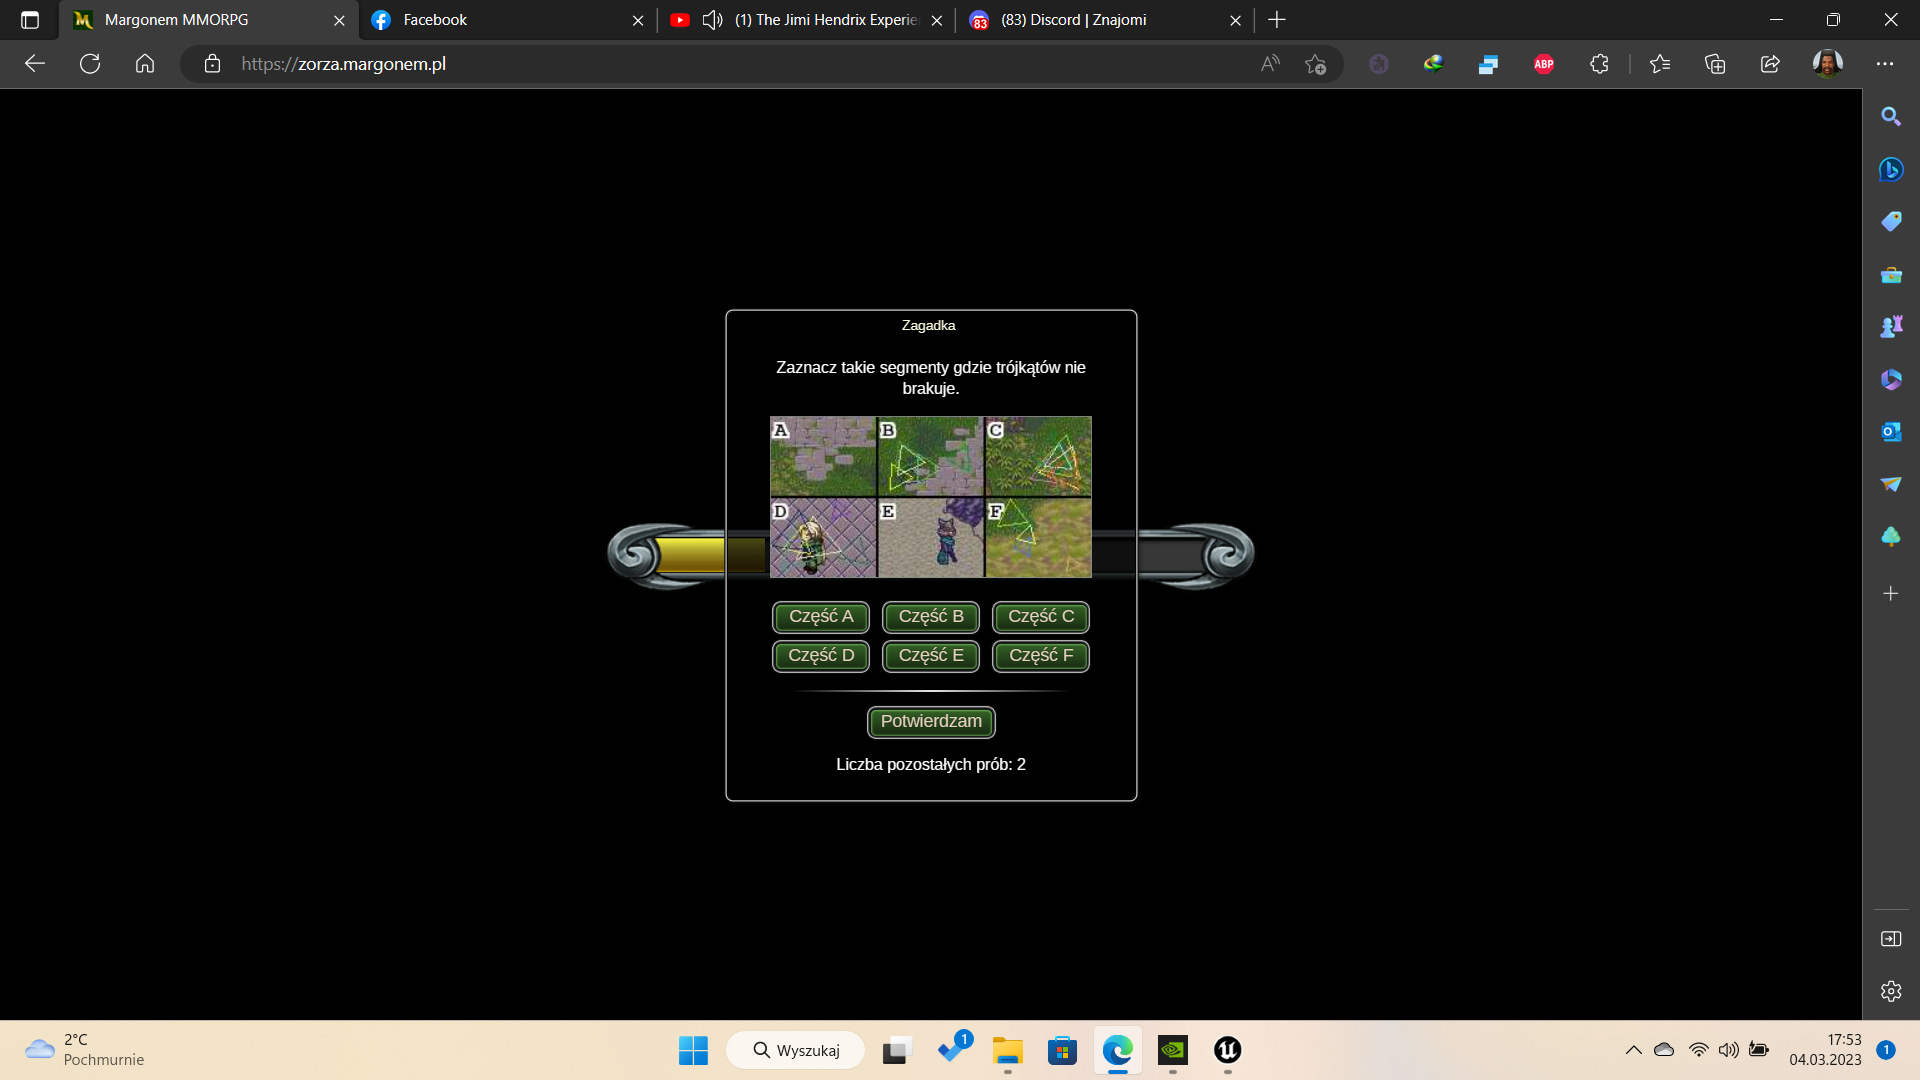 Margonem MMORPG
Facebook
(1) The Jimi Hendrix Experie
83
(83) Discord | Znajomi
https://zorza.margonem.pl
ABP
Zagadka
Zaznacz takie segmenty gdzie trójkątów nie
brakuje.
A B C
D E F
Część A Część B Część C
Część D Część E Część F
Potwierdzam
Liczba pozostałych prób: 2
2°C
Pochmurnie
Wyszukaj
1
17:53
04.03.2023
1